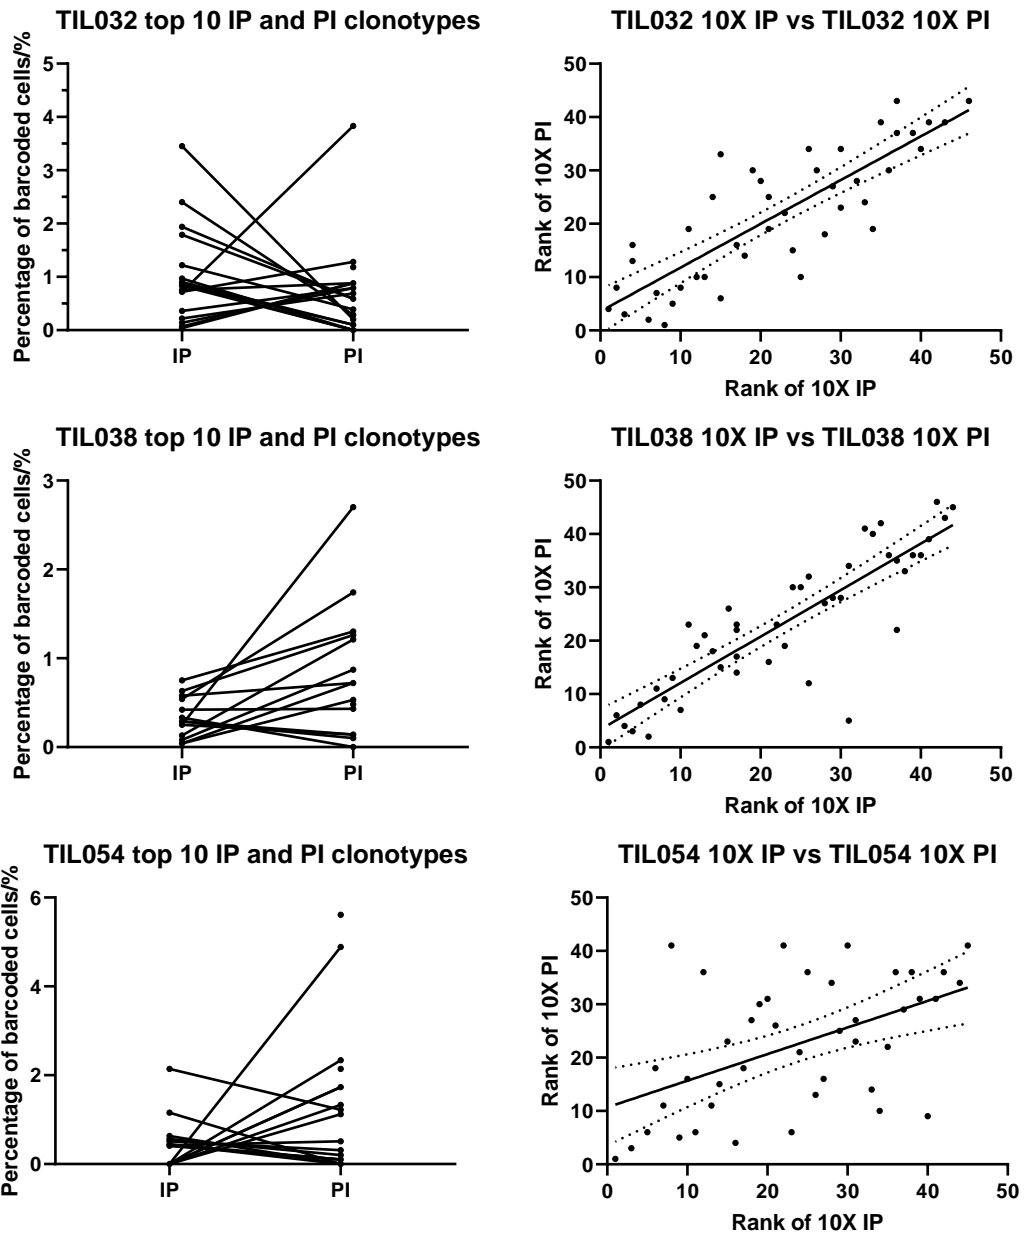 TIL032 top 10 IP and PI clonotypes
Percentage of barcoded cells/%
5
4
3
2
1
0
IP PI
TIL032 10X IP vs TIL032 10X PI
Rank of 10X PI
50
40
30
20
10
0
0 10 20 30 40 50
Rank of 10X IP
TIL038 top 10 IP and PI clonotypes
Percentage of barcoded cells/%
3
2
1
0
IP PI
TIL038 10X IP vs TIL038 10X PI
Rank of 10X PI
50
40
30
20
10
0
0 10 20 30 40 50
Rank of 10X IP
TIL054 top 10 IP and PI clonotypes
Percentage of barcoded cells/%
6
4
2
0
IP PI
TIL054 10X IP vs TIL054 10X PI
Rank of 10X PI
50
40
30
20
10
0
0 10 20 30 40 50
Rank of 10X IP